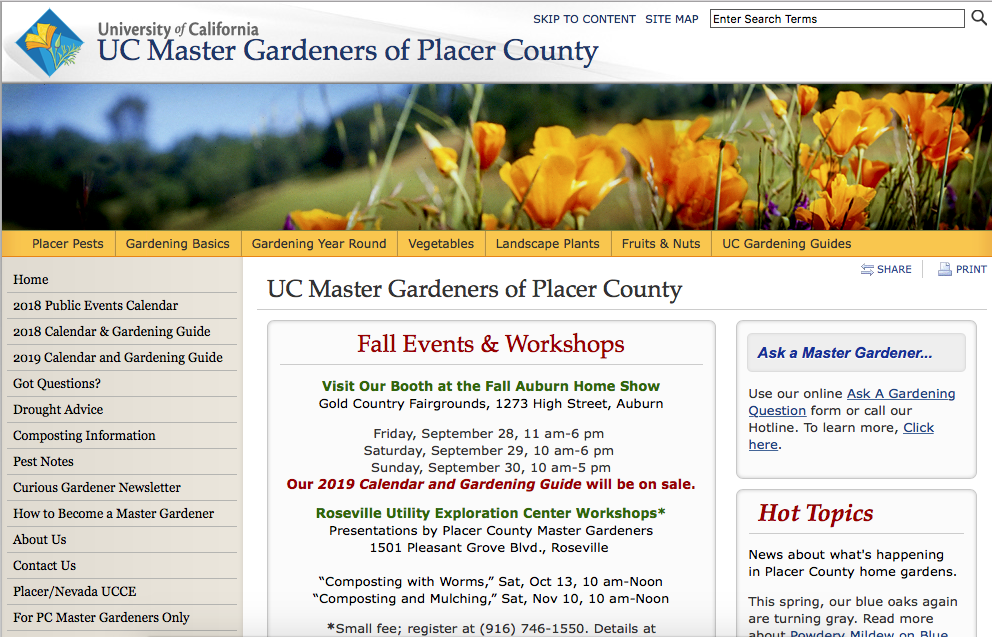 SKIP TO CONTENT SITE MAP Enter Search Terms
University of California
UC Master Gardeners of Placer County
Placer Pests Gardening Basics Gardening Year Round Vegetables Landscape Plants Fruits & Nuts UC Gardening Guides
Home
2018 Public Events Calendar
2018 Calendar & Gardening Guide
2019 Calendar and Gardening Guide
Got Questions?
Drought Advice
Composting Information
Pest Notes
Curious Gardener Newsletter
How to Become a Master Gardener
About Us
Contact Us
Placer/Nevada UCCE
For PC Master Gardeners Only
SHARE PRINT
UC Master Gardeners of Placer County
Fall Events & Workshops
Visit Our Booth at the Fall Auburn Home Show
Gold Country Fairgrounds, 1273 High Street, Auburn
Friday, September 28, 11 am-6 pm
Saturday, September 29, 10 am-6 pm
Sunday, September 30, 10 am-5 pm
Our 2019 Calendar and Gardening Guide will be on sale.
Roseville Utility Exploration Center Workshops*
Presentations by Placer County Master Gardeners
1501 Pleasant Grove Blvd., Roseville
“Composting with Worms,” Sat, Oct 13, 10 am-Noon
“Composting and Mulching,” Sat, Nov 10, 10 am-Noon
*Small fee; register at (916) 746-1550. Details at
Ask a Master Gardener...
Use our online Ask A Gardening
Question form or call our
Hotline. To learn more, Click
here.
Hot Topics
News about what's happening
in Placer County home gardens.
This spring, our blue oaks again
are turning gray. Read more
about Powdery Mildew on Blue